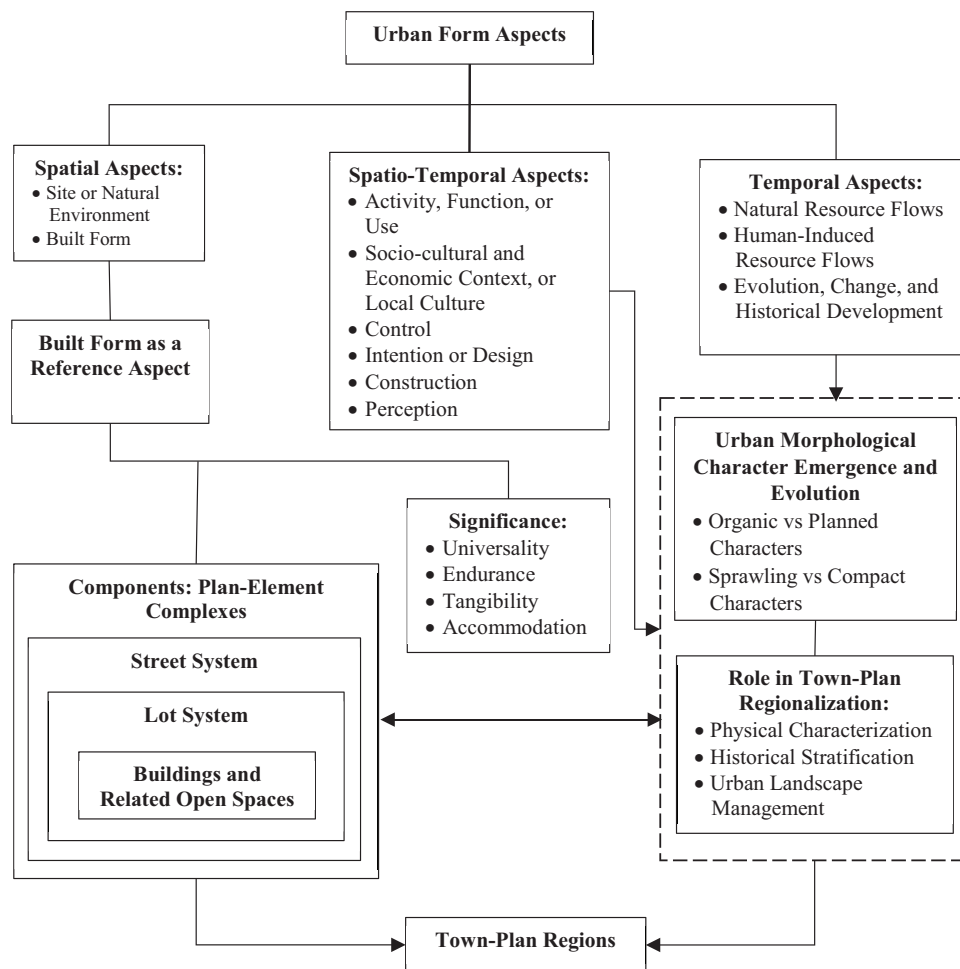 Urban Form Aspects
Spatial Aspects:
• Site or Natural
Environment
• Built Form
Spatio-Temporal Aspects:
• Activity, Function, or
Use
• Socio-cultural and
Economic Context, or
Local Culture
• Control
• Intention or Design
• Construction
• Perception
Temporal Aspects:
• Natural Resource Flows
• Human-Induced
Resource Flows
• Evolution, Change, and
Historical Development
Built Form as a
Reference Aspect
Urban Morphological
Character Emergence and
Evolution
• Organic vs Planned
Characters
• Sprawling vs Compact
Characters
Significance:
• Universality
• Endurance
• Tangibility
• Accommodation
Components: Plan-Element
Complexes
Street System
Lot System
Buildings and
Related Open Spaces
Role in Town-Plan
Regionalization:
• Physical Characterization
• Historical Stratification
• Urban Landscape
Management
Town-Plan Regions